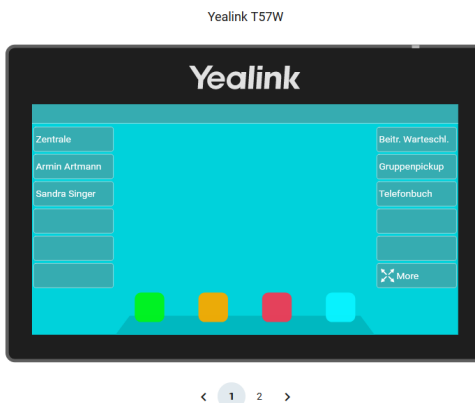 Yealink T57W
Yealink
Zentrale
Beitr. Warteschl.
Armin Artmann
Gruppenpickup
Sandra Singer
Telefonbuch
More
1
2